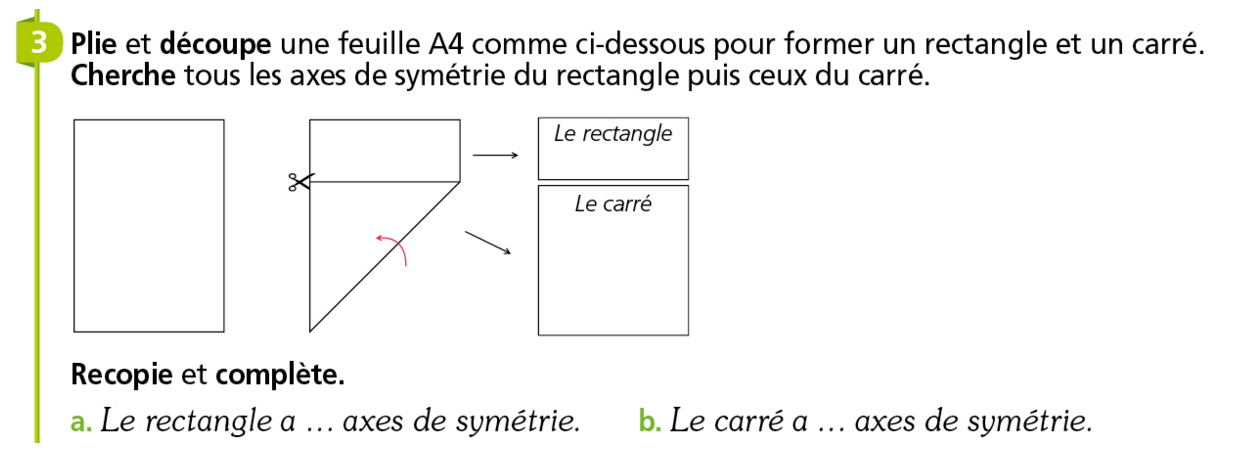 3 Plie et découpe une feuille A4 comme ci-dessous pour former un rectangle et un carré.
Cherche tous les axes de symétrie du rectangle puis ceux du carré.
Le rectangle
Le carré
Recopie et complète.
a. Le rectangle a ... axes de symétrie. b. Le carré a ... axes de symétrie.